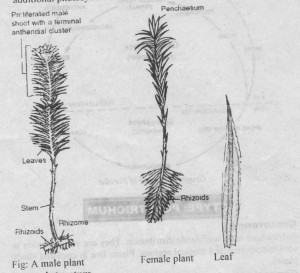 Proliferated male
shoot with a terminal
antheridial cluster
Perichaetium
Leaves
Stem
Rhizoids
Rhizome
Rhizoids
Fig: A male plant
Female plant
Leaf